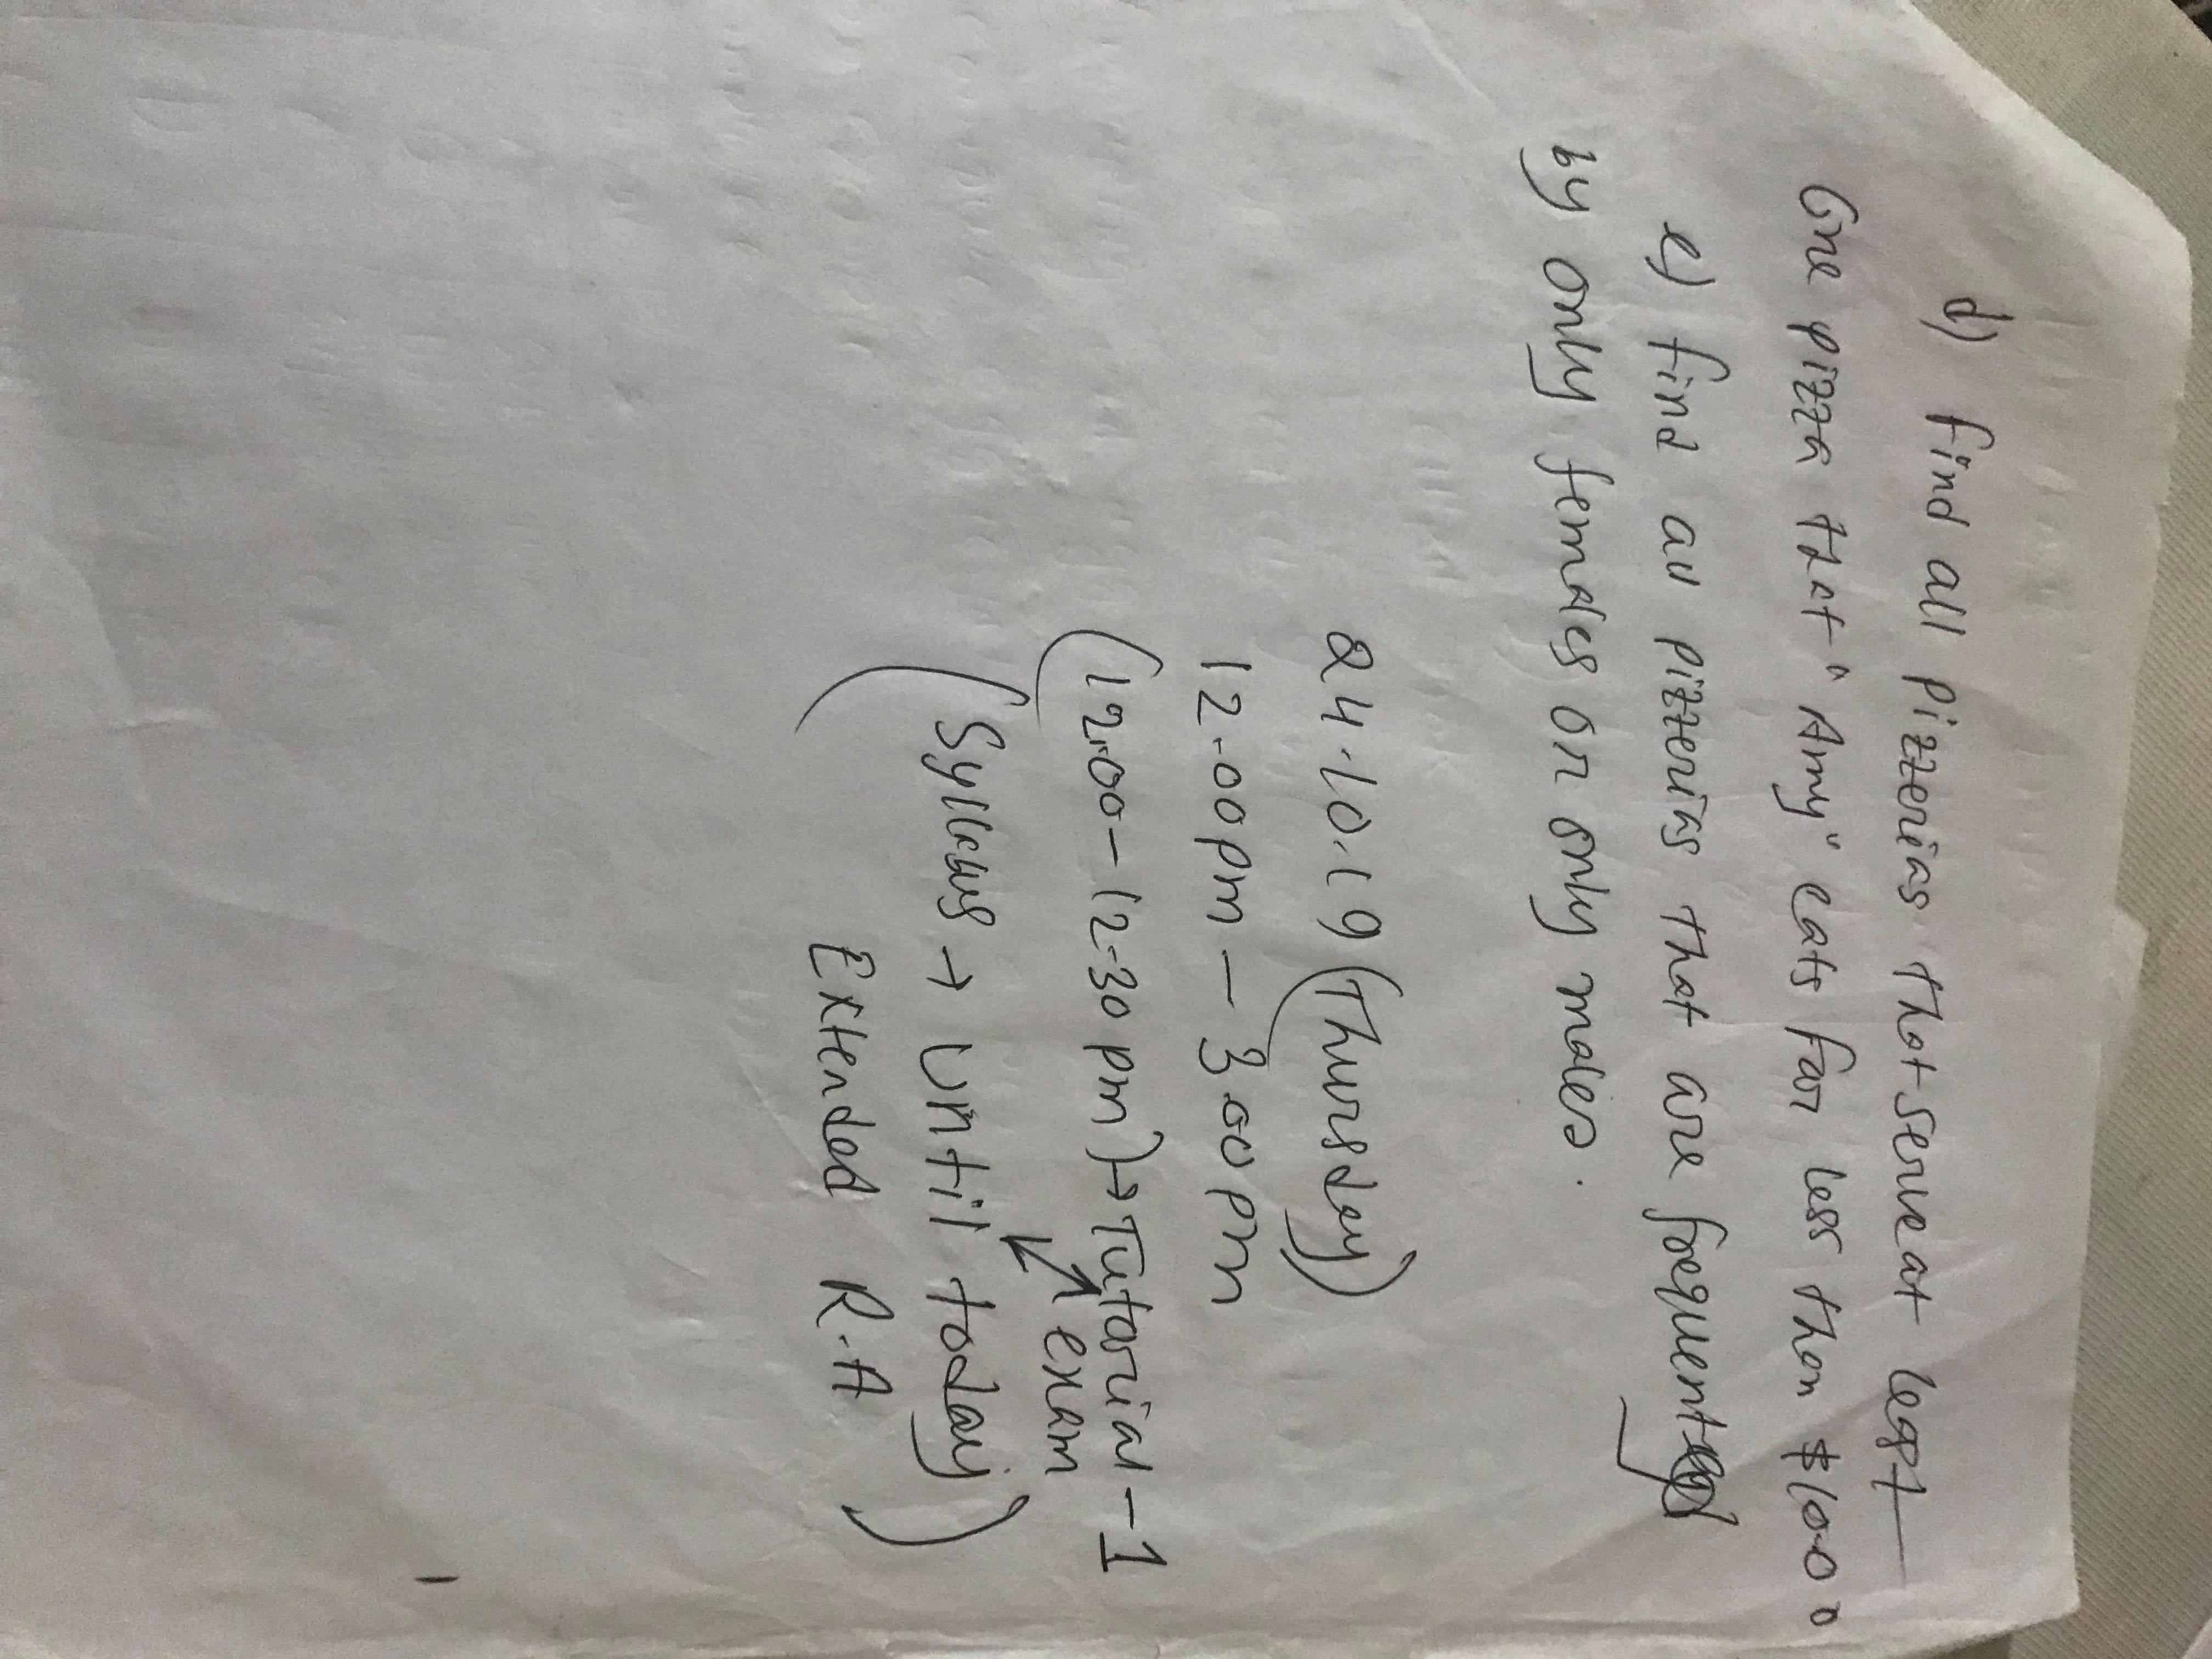 d) Find all pizzerias that serve at least
One pizza that "Amy" eats for less than $10.00
e) find all pizzerias that are frequented
by only females or only males.
24.10.19 (Thursday)
12.00pm - 3.00pm
(12.00 - 12.30 pm) → Tutorial - 1
exam
(Syllabus → until today)
Extended R.A